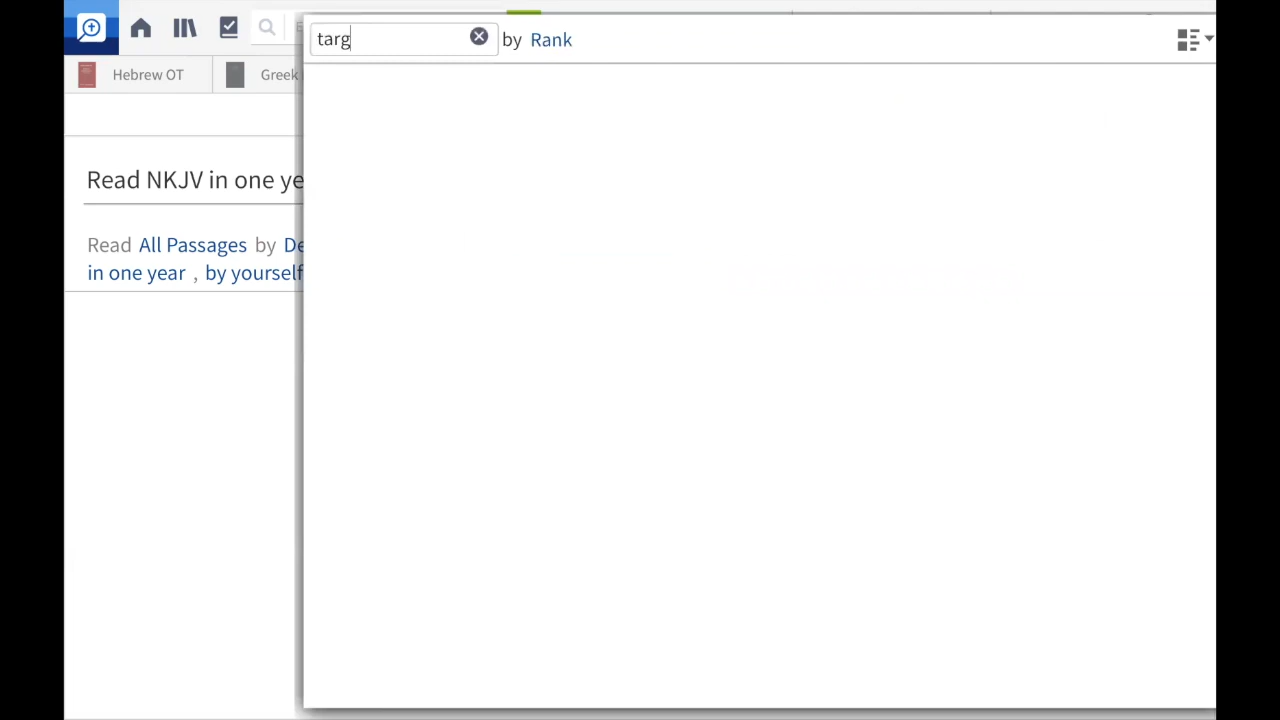 targ by Rank
Hebrew OT Greek
Read NKJV in one ye
Read All Passages by De
in one year , by yourself